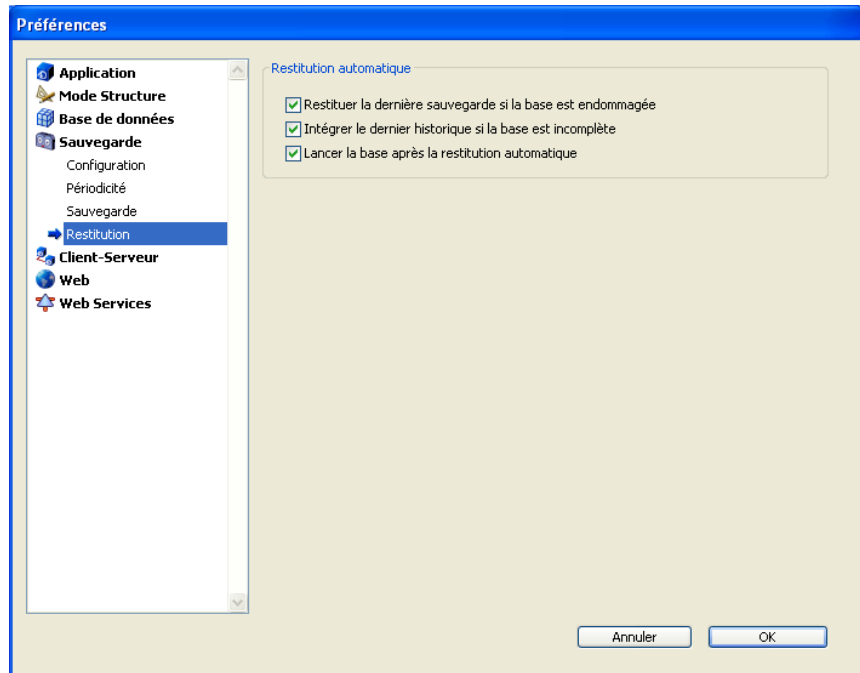 Préférences
Application
Mode Structure
Base de données
Sauvegarde
Configuration
Périodicité
Sauvegarde
Restitution
Client-Serveur
Web
Web Services
Restitution automatique
Restituer la dernière sauvegarde si la base est endommagée
Intégrer le dernier historique si la base est incomplète
Lancer la base après la restitution automatique
Annuler
OK